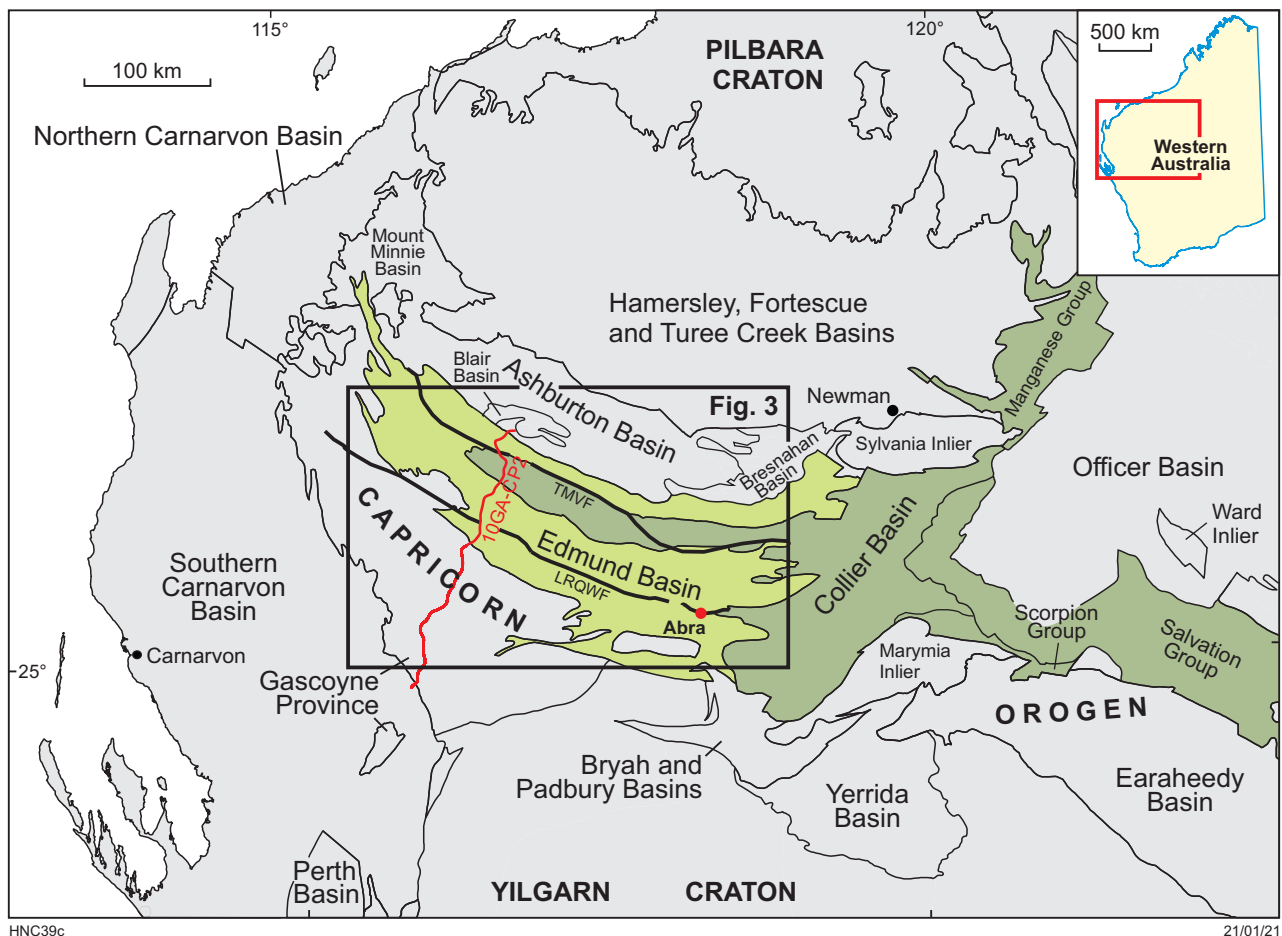 115°
120°
500 km
100 km
PILBARA
CRATON
Western
Australia
Northern Carnarvon Basin
Mount
Minnie
Basin
Hamersley, Fortescue
and Turee Creek Basins
Manganese Group
Blair
Basin
Ashburton Basin
Fig. 3
Newman
Sylvania Inlier
Bresnahan
Basin
Officer Basin
10GA-CP2
TMVF
Ward
Inlier
CAPRICORN
Edmund Basin
Collier Basin
Southern
Carnarvon
Basin
LRQWF
Abra
Scorpion
Group
Salvation
Group
Carnarvon
Marymia
Inlier
25°
Gascoyne
Province
OROGEN
Bryah and
Padbury Basins
Earaheedy
Basin
Yerrida
Basin
Perth
Basin
YILGARN CRATON
HNC39c
21/01/21